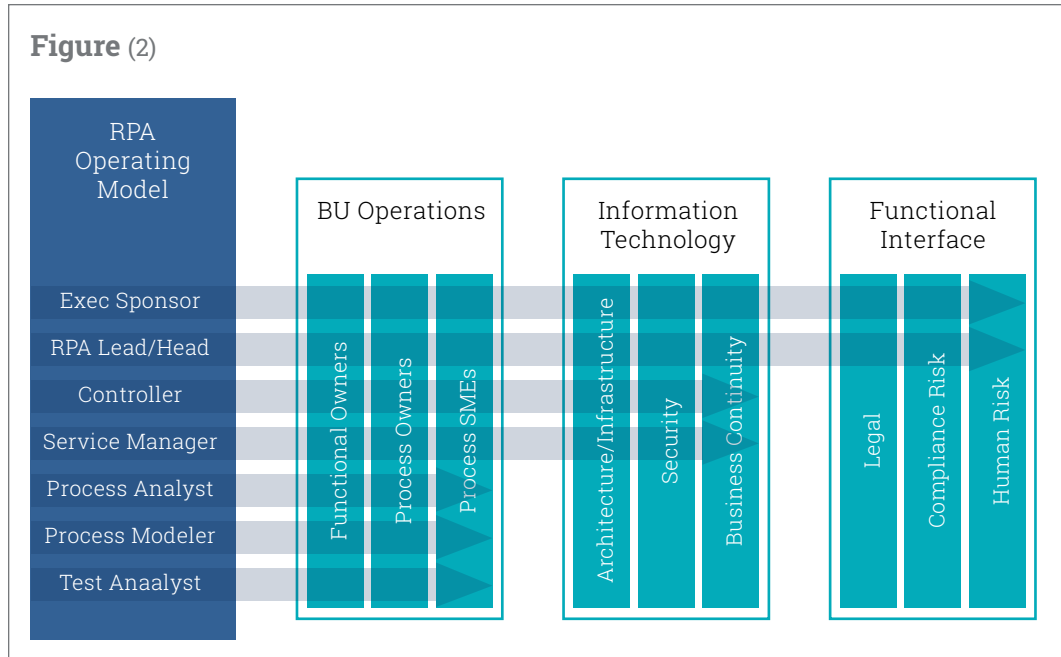 Figure (2)
RPA
Operating
Model
Exec Sponsor
RPA Lead/Head
Controller
Service Manager
Process Analyst
Process Modeler
Test Anaalyst
BU Operations
Functional Owners
Process Owners
Process SMEs
Information
Technology
Architecture/Infrastructure
Security
Business Continuity
Functional
Interface
Legal
Compliance Risk
Human Risk